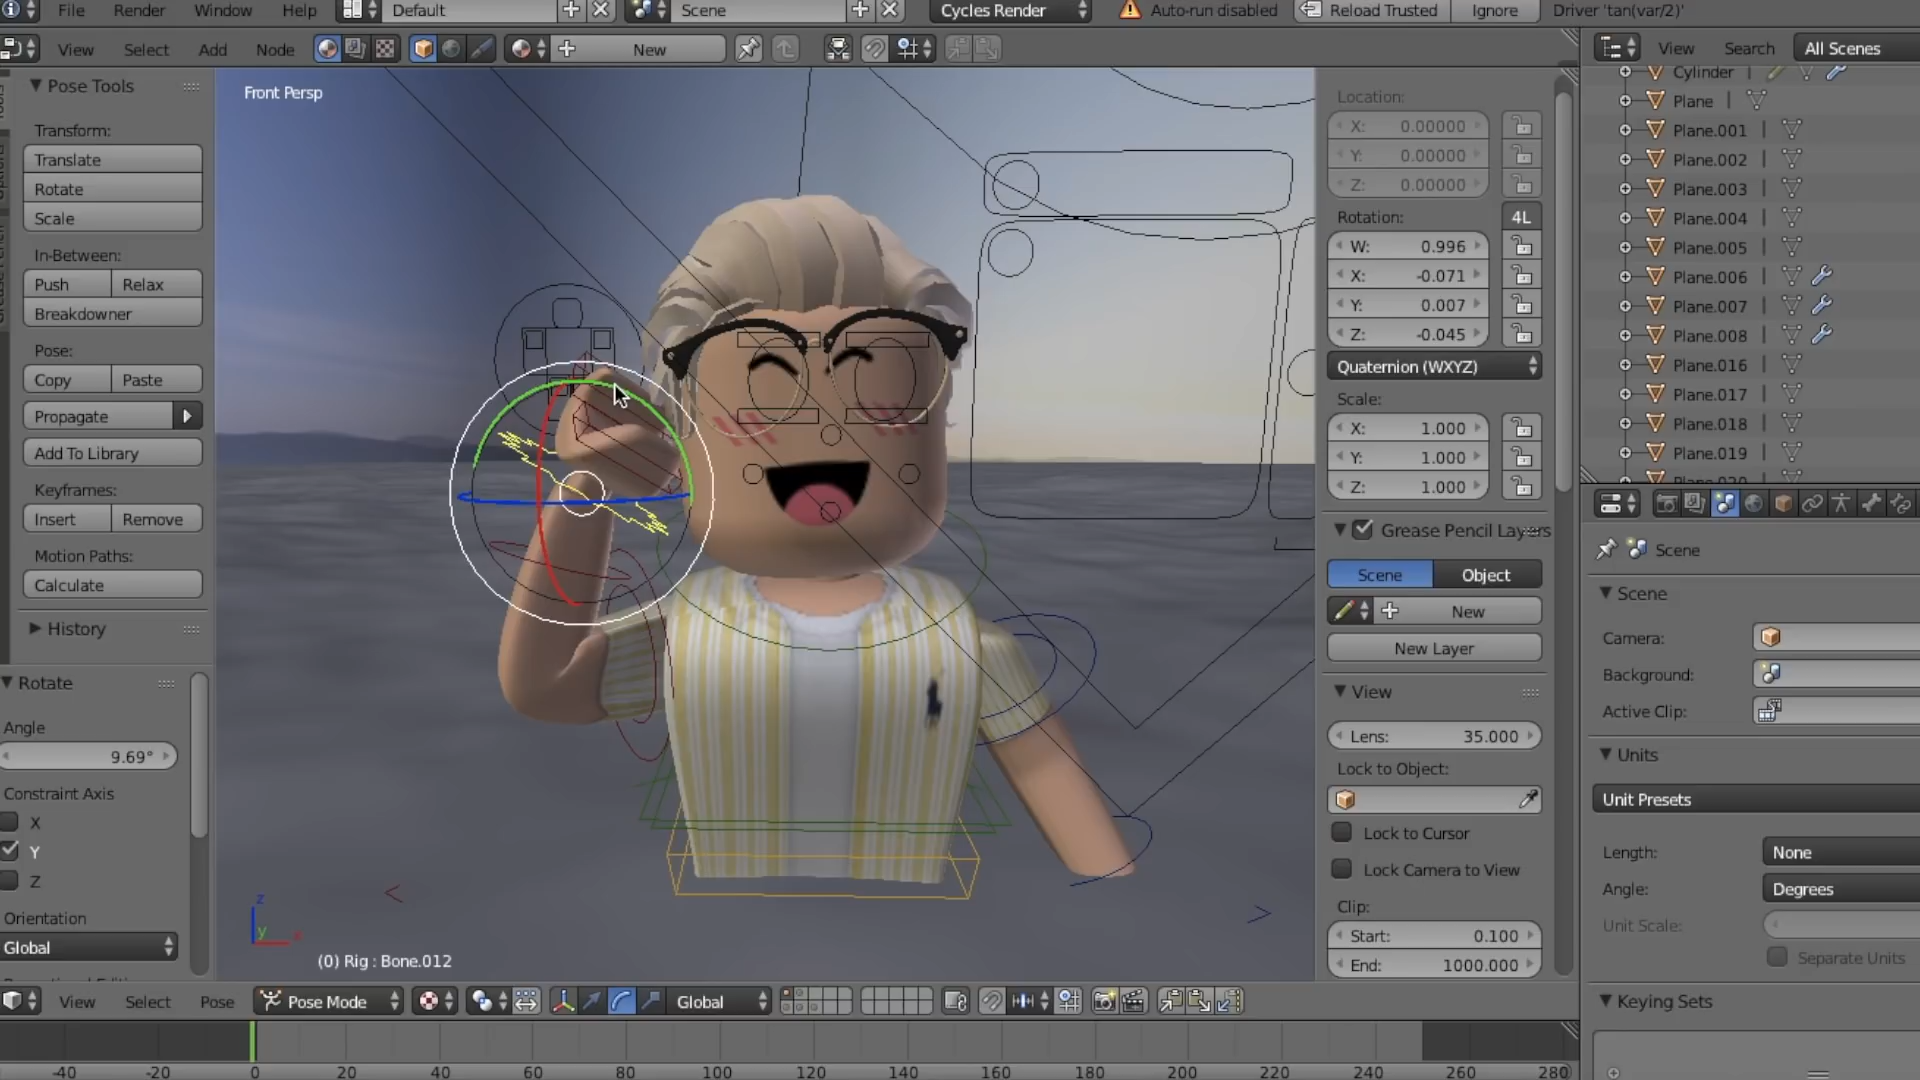 File Render Window Help Default Scene Cycles Render Auto-run disabled Reload Trusted Ignore Driver 'tan(var/2)'
View Select Add Node New
View Search All Scenes
Front Persp
Pose Tools
Transform:
Translate
Rotate
Scale
In-Between:
Push Relax
Breakdowner
Pose:
Copy Paste
Propagate
Add To Library
Keyframes:
Insert Remove
Motion Paths:
Calculate
History
Rotate
Angle
9.69°
Constraint Axis
X
Y
Z
Orientation
Global
z
y
x
(0) Rig : Bone.012
Location:
X: 0.00000
Y: 0.00000
Z: 0.00000
Rotation: 4L
W: 0.996
X: -0.071
Y: 0.007
Z: -0.045
Quaternion (WXYZ)
Scale:
X: 1.000
Y: 1.000
Z: 1.000
Grease Pencil Layers
Scene Object
New
New Layer
View
Lens: 35.000
Lock to Object:
Lock to Cursor
Lock Camera to View
Clip:
Start: 0.100
End: 1000.000
Cylinder
Plane
Plane.001
Plane.002
Plane.003
Plane.004
Plane.005
Plane.006
Plane.007
Plane.008
Plane.016
Plane.017
Plane.018
Plane.019
Scene
Scene
Camera:
Background:
Active Clip:
Units
Unit Presets
Length: None
Angle: Degrees
Unit Scale:
Separate Units
Keying Sets
View Select Pose Pose Mode Global
-40 -20 0 20 40 60 80 100 120 140 160 180 200 220 240 260 280